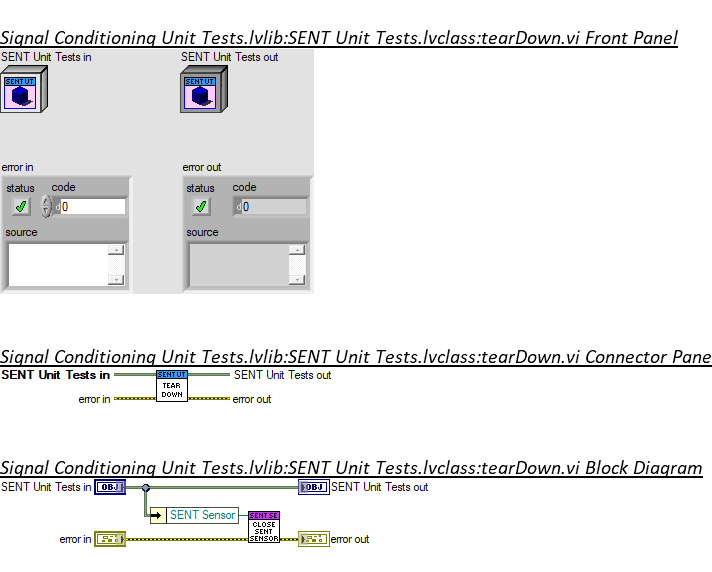 Signal Conditioning Unit Tests.lvlib:SENT Unit Tests.lvclass:tearDown.vi Front Panel
SENT Unit Tests in SENT Unit Tests out
SENT UT SENT UT
error in error out
status code status code
d0 d0
source source
Signal Conditioning Unit Tests.lvlib:SENT Unit Tests.lvclass:tearDown.vi Connector Pane
SENT Unit Tests in SENT UT SENT Unit Tests out
TEAR
error in DOWN error out
Signal Conditioning Unit Tests.lvlib:SENT Unit Tests.lvclass:tearDown.vi Block Diagram
SENT Unit Tests in OBJ OBJ SENT Unit Tests out
SENT Sensor SENT SE
CLOSE
SENT
error in SENSOR error out